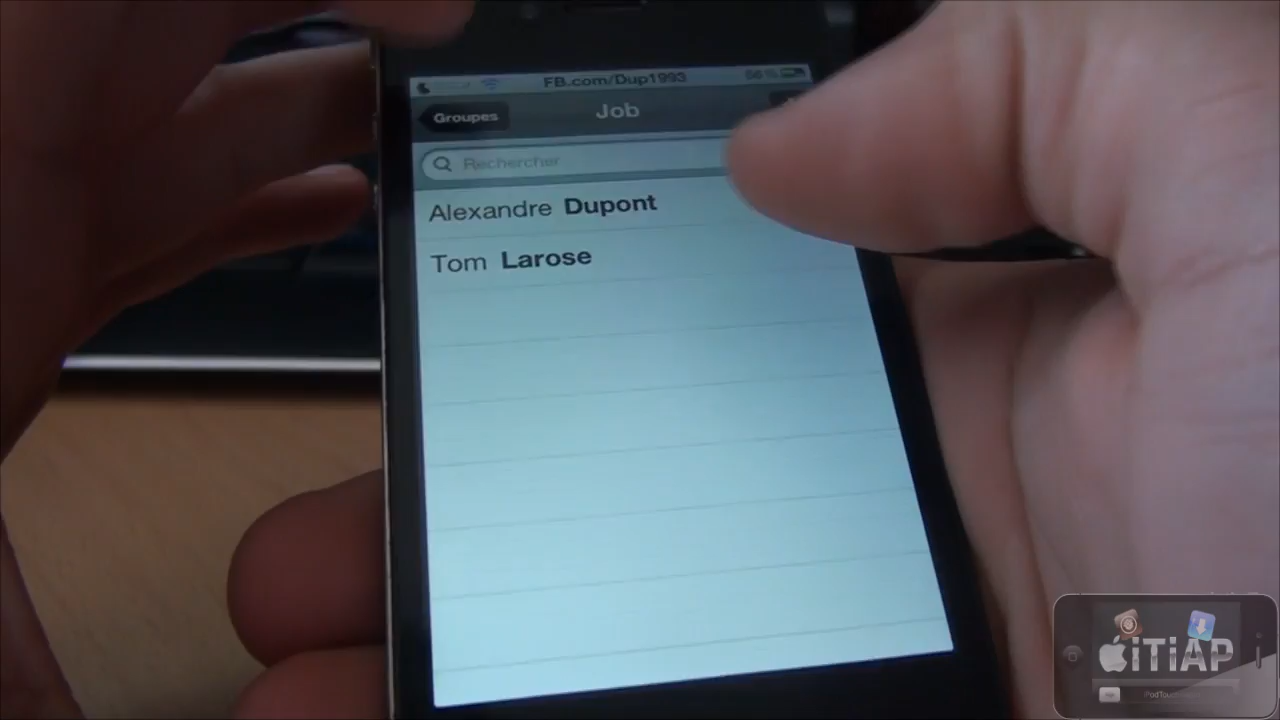 FB.com/Dup1993
Groupes
Job
Rechercher
Alexandre Dupont
Tom Larose
iTiAP